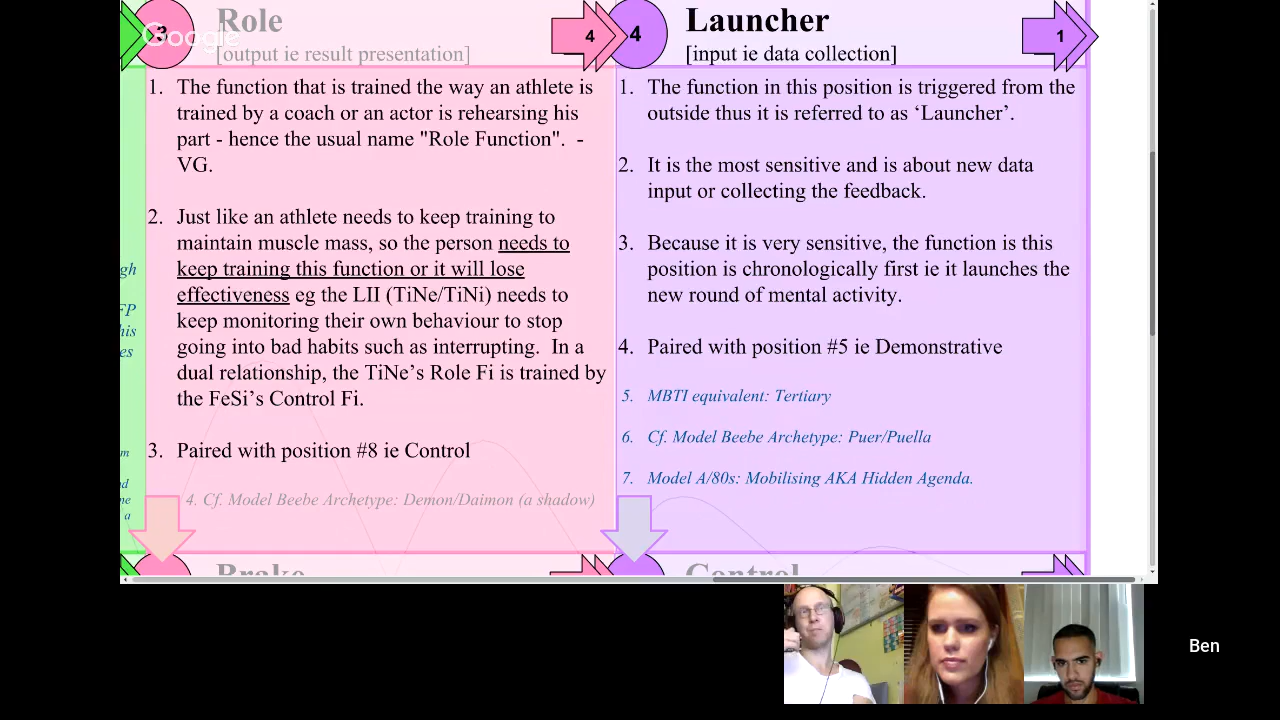 3
Role
[output ie result presentation]
4
4
Launcher
[input ie data collection]
1
Google
1. The function that is trained the way an athlete is
trained by a coach or an actor is rehearsing his
part - hence the usual name "Role Function". -
VG.
2. Just like an athlete needs to keep training to
maintain muscle mass, so the person needs to
keep training this function or it will lose
effectiveness eg the LII (TiNe/TiNi) needs to
keep monitoring their own behaviour to stop
going into bad habits such as interrupting. In a
dual relationship, the TiNe's Role Fi is trained by
the FeSi's Control Fi.
3. Paired with position #8 ie Control
4. Cf. Model Beebe Archetype: Demon/Daimon (a shadow)
1. The function in this position is triggered from the
outside thus it is referred to as ‘Launcher’.
2. It is the most sensitive and is about new data
input or collecting the feedback.
3. Because it is very sensitive, the function is this
position is chronologically first ie it launches the
new round of mental activity.
4. Paired with position #5 ie Demonstrative
5. MBTI equivalent: Tertiary
6. Cf. Model Beebe Archetype: Puer/Puella
7. Model A/80s: Mobilising AKA Hidden Agenda.
gh
FP
his
es
m
nd
ne
a
Brake
Control
Ben